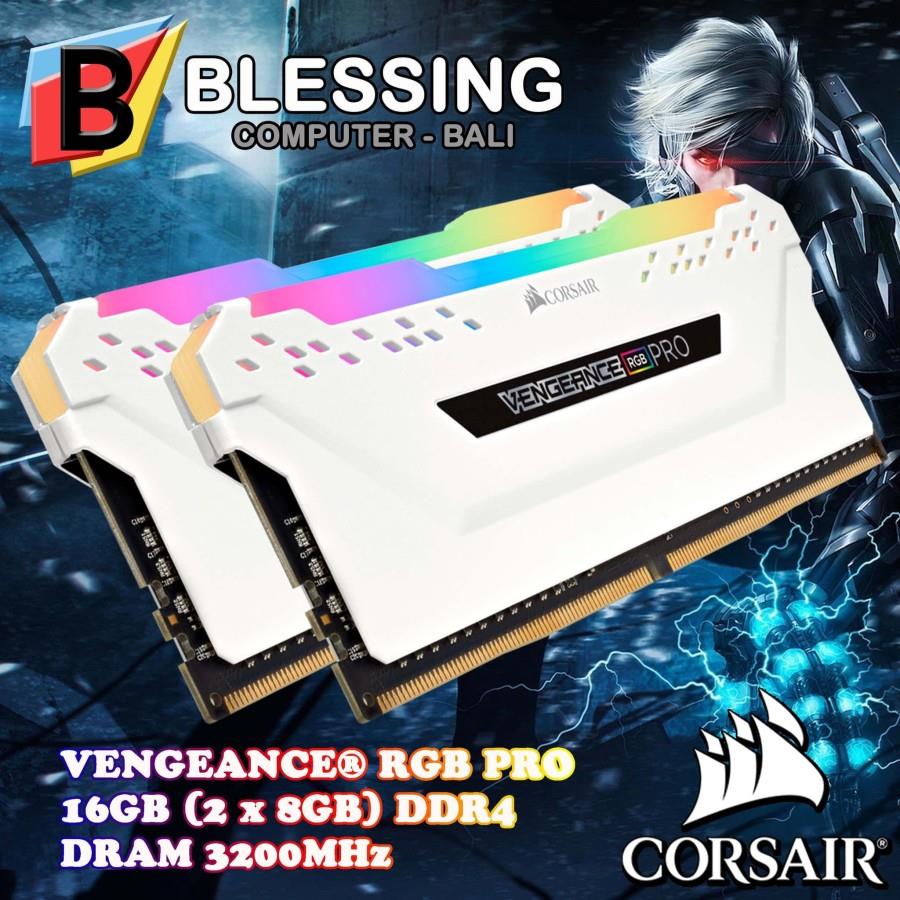 B
BLESSING
COMPUTER - BALI
CORSAIR
VENGEANCE RGB PRO
VENGEANCE® RGB PRO
16GB (2 x 8GB) DDR4
DRAM 3200MHz
CORSAIR®